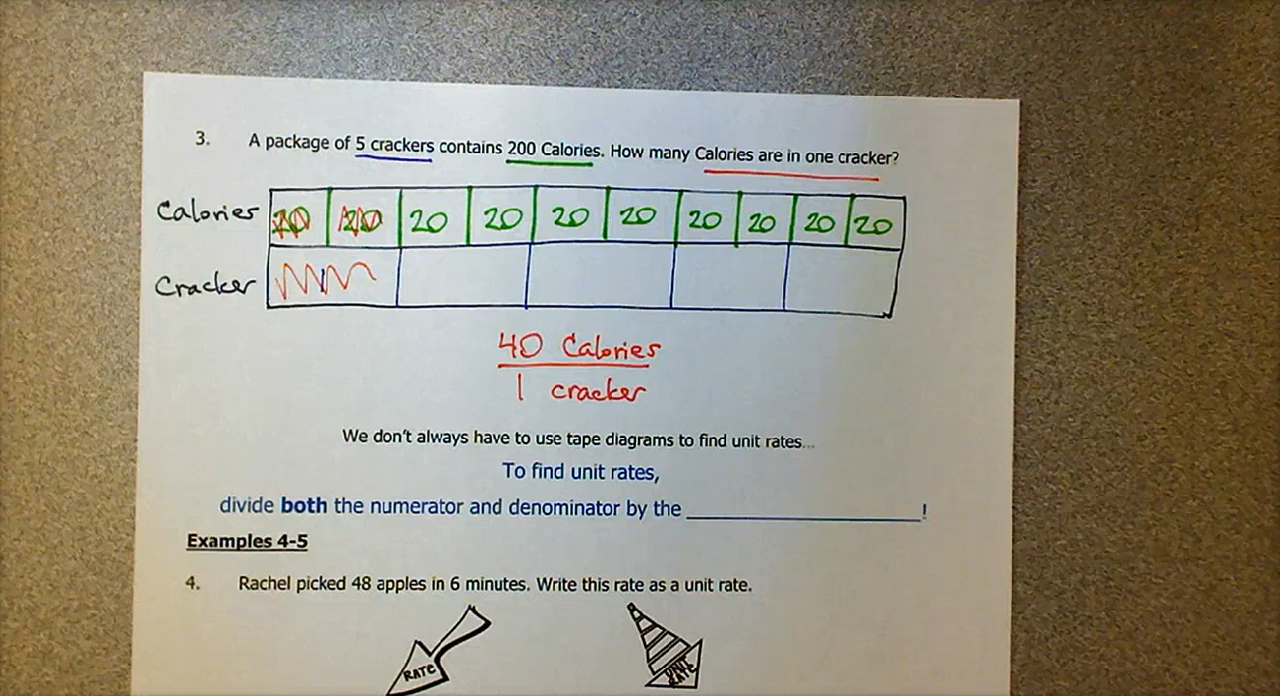 3. A package of 5 crackers contains 200 Calories. How many Calories are in one cracker?
Calories 20 20 20 20 20 20 20 20 20 20
Cracker
40 Calories
1 cracker
We don't always have to use tape diagrams to find unit rates...
To find unit rates,
divide both the numerator and denominator by the ____________________!
Examples 4-5
4. Rachel picked 48 apples in 6 minutes. Write this rate as a unit rate.
RATE
UNIT RATE